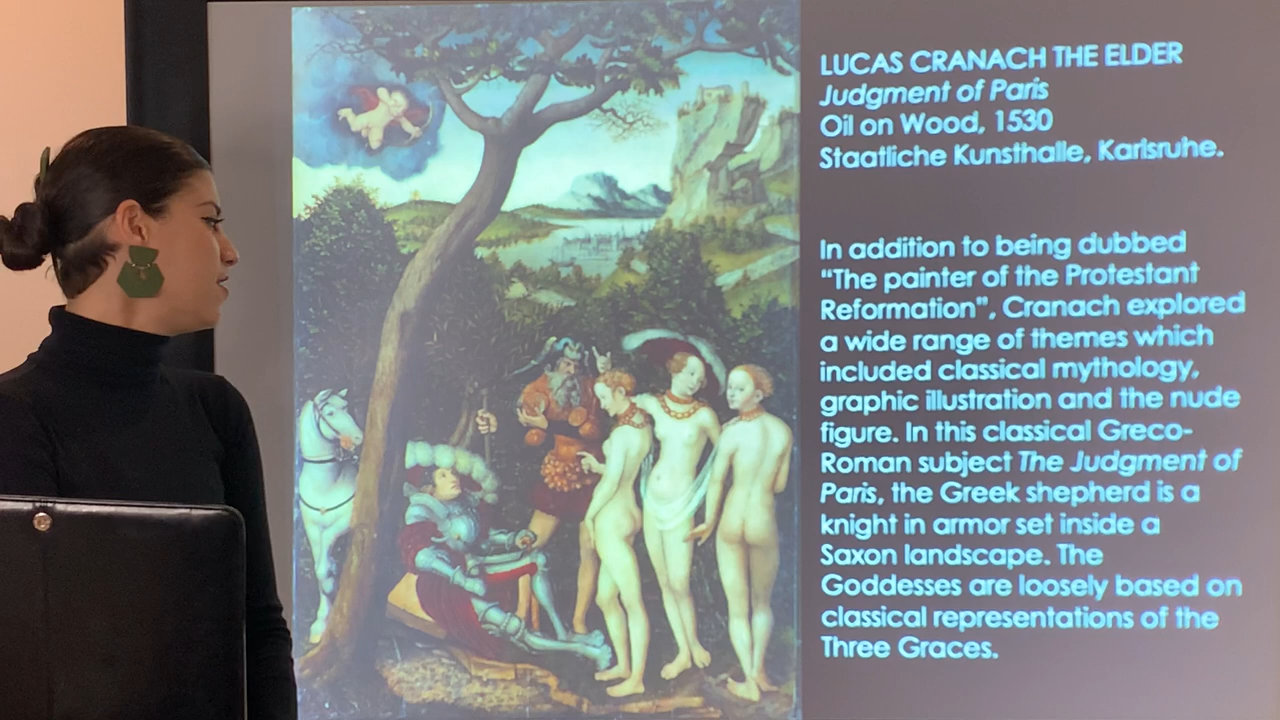 LUCAS CRANACH THE ELDER
Judgment of Paris
Oil on Wood, 1530
Staatliche Kunsthalle, Karlsruhe.
In addition to being dubbed
“The painter of the Protestant
Reformation”, Cranach explored
a wide range of themes which
included classical mythology,
graphic illustration and the nude
figure. In this classical Greco-
Roman subject The Judgment of
Paris, the Greek shepherd is a
knight in armor set inside a
Saxon landscape. The
Goddesses are loosely based on
classical representations of the
Three Graces.